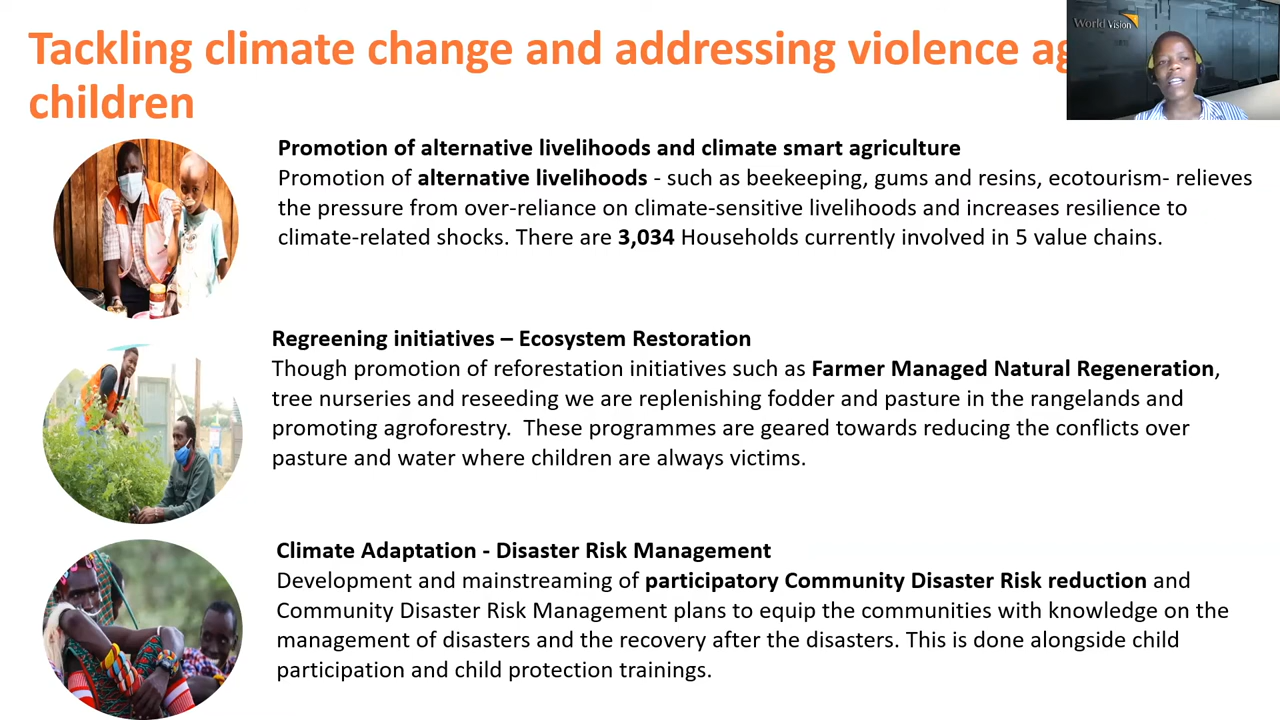 Tackling climate change and addressing violence
children
World Vision
Promotion of alternative livelihoods and climate smart agriculture
Promotion of alternative livelihoods - such as beekeeping, gums and resins, ecotourism- relieves
the pressure from over-reliance on climate-sensitive livelihoods and increases resilience to
climate-related shocks. There are 3,034 Households currently involved in 5 value chains.
Regreening initiatives – Ecosystem Restoration
Though promotion of reforestation initiatives such as Farmer Managed Natural Regeneration,
tree nurseries and reseeding we are replenishing fodder and pasture in the rangelands and
promoting agroforestry. These programmes are geared towards reducing the conflicts over
pasture and water where children are always victims.
Climate Adaptation - Disaster Risk Management
Development and mainstreaming of participatory Community Disaster Risk reduction and
Community Disaster Risk Management plans to equip the communities with knowledge on the
management of disasters and the recovery after the disasters. This is done alongside child
participation and child protection trainings.